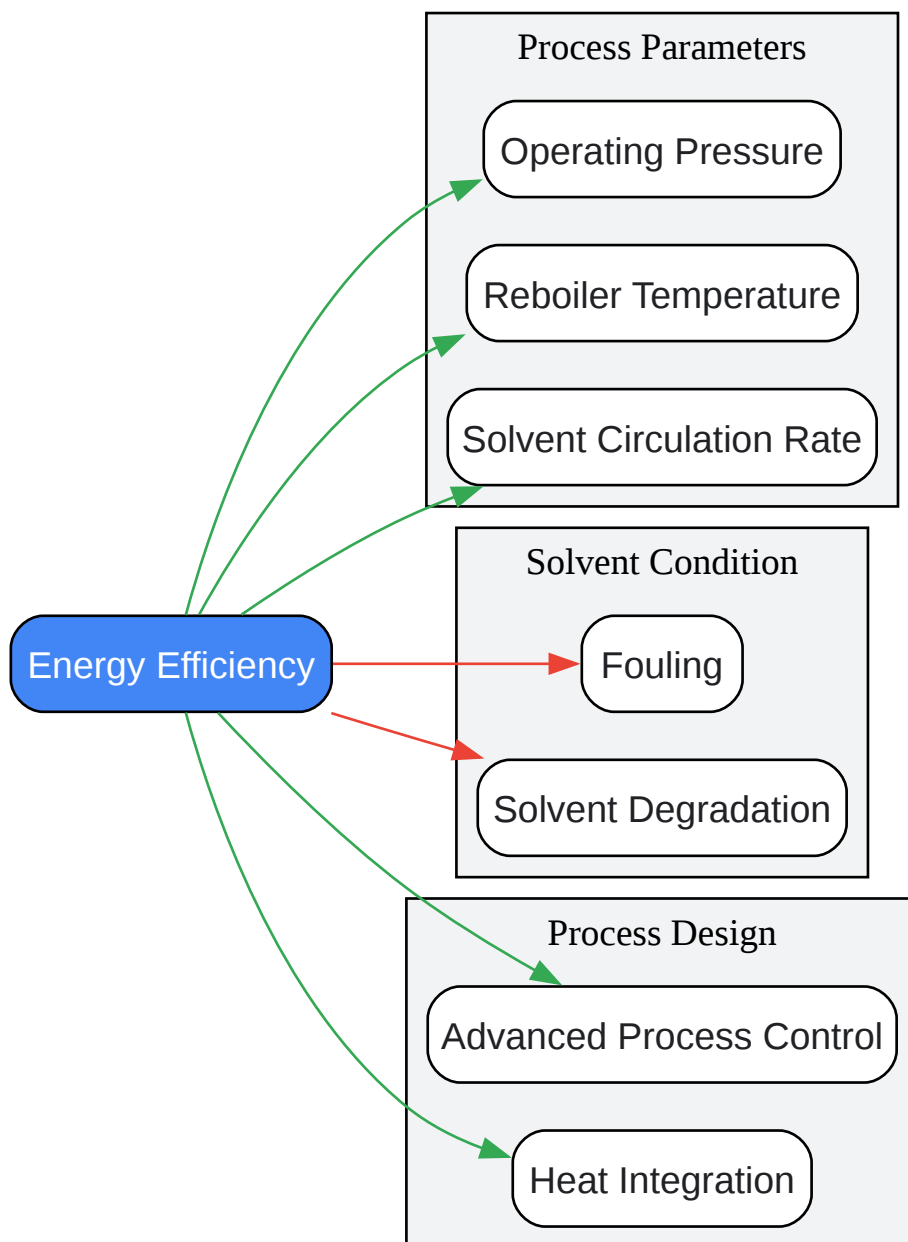 Process Parameters
Operating Pressure
Reboiler Temperature
Solvent Circulation Rate
Solvent Condition
Energy Efficiency
Fouling
Solvent Degradation
Process Design
Advanced Process Control
Heat Integration